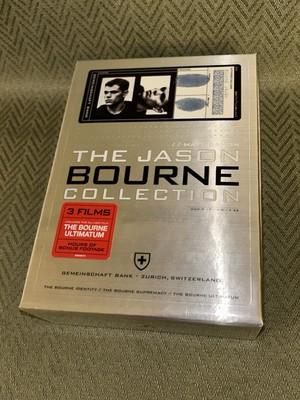 THE JASON
BOURNE
COLLECTION
3 FILMS
THE BOURNE
ULTIMATUM
HOURS OF
BONUS FOOTAGE
GEMEINSCHAFT BANK - ZURICH, SWITZERLAND
THE BOURNE IDENTITY // THE BOURNE SUPREMACY // THE BOURNE ULTIMATUM